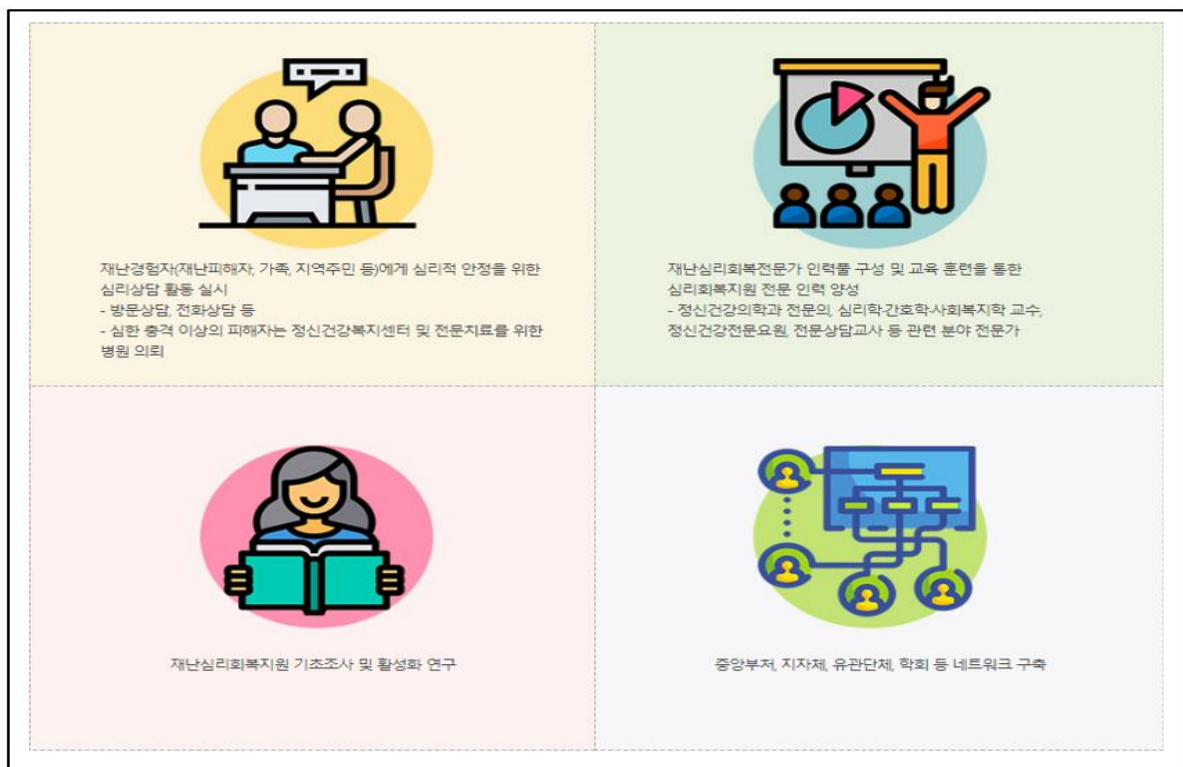 재난경험자(재난피해자, 가족, 지역주민 등)에게 심리적 안정을 위한
심리상담 활동 실시
- 방문상담, 전화상담 등
- 심한 충격 이상의 피해자는 정신건강복지센터 및 전문치료를 위한
병원 의뢰
재난심리회복전문가 인력풀 구성 및 교육 훈련을 통한
심리회복지원 전문 인력 양성
- 정신건강의학과 전문의, 심리학·간호학·사회복지학 교수,
정신건강전문요원, 전문상담교사 등 관련 분야 전문가
재난심리회복지원 기초조사 및 활성화 연구
중앙부처, 지자체, 유관단체, 학회 등 네트워크 구축